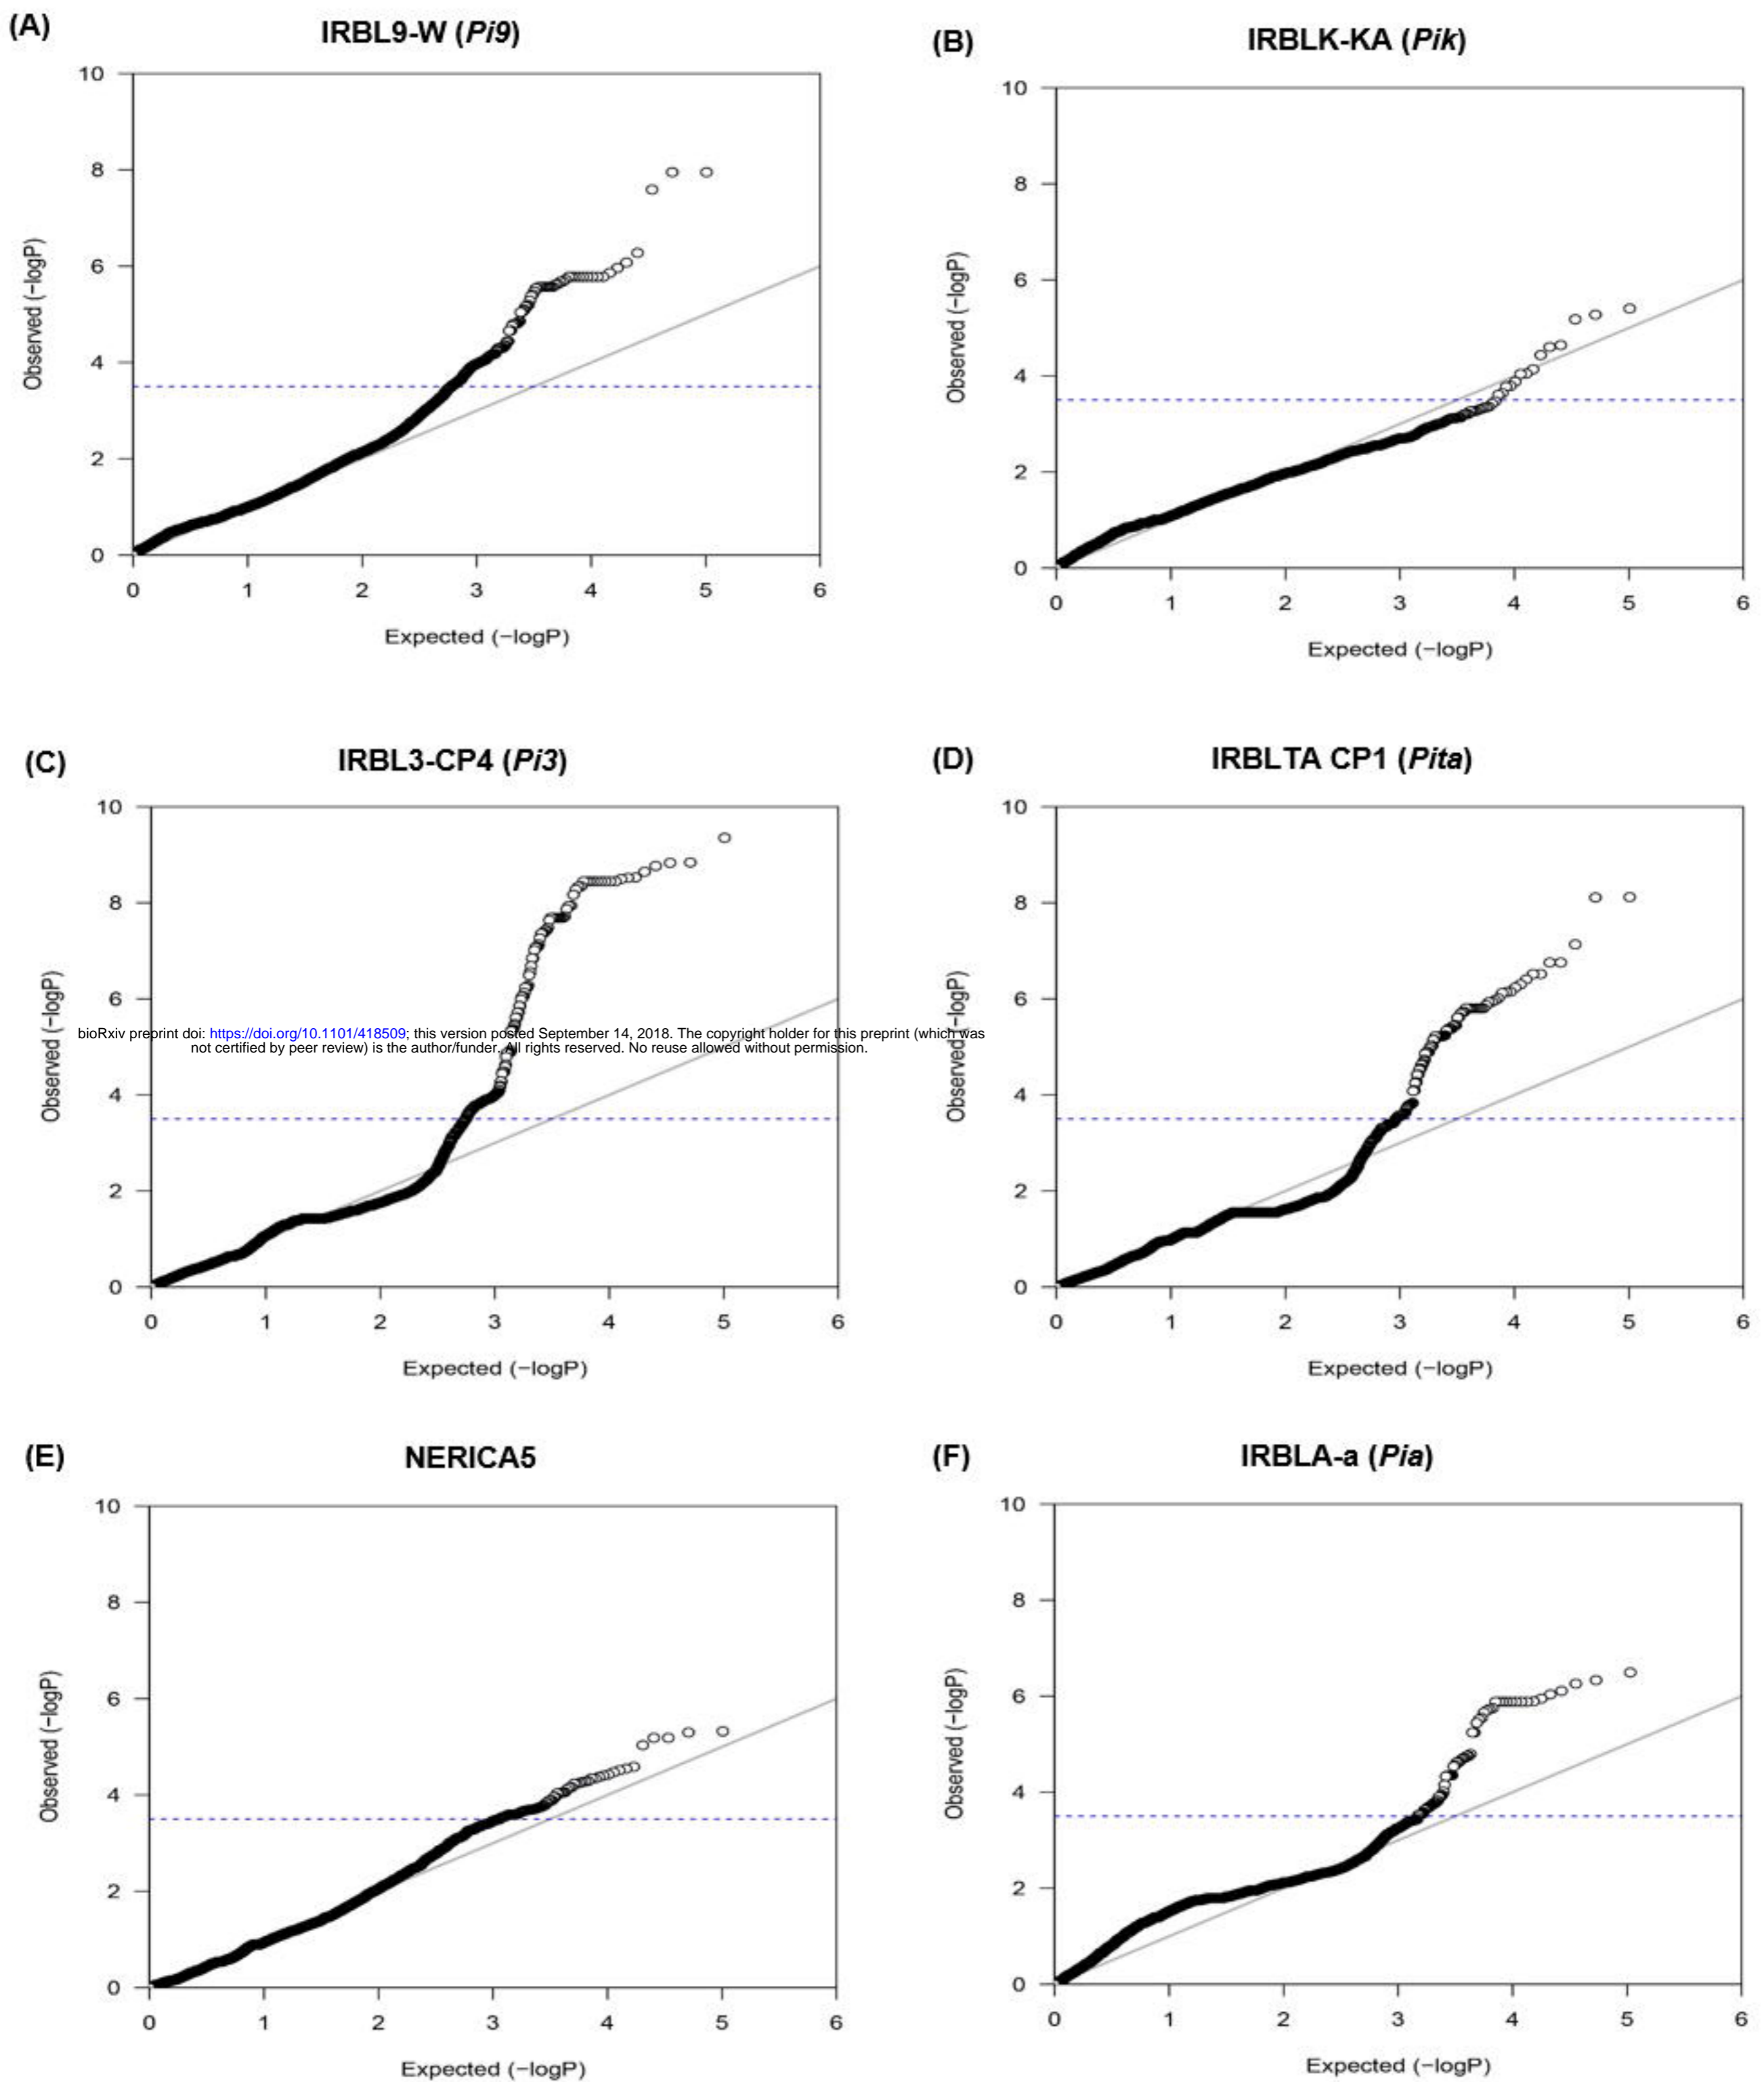 (A)
IRBL9-W (Pi9)
10
8
6
4
2
0
Observed (−logP)
0 1 2 3 4 5 6
Expected (−logP)
(B)
IRBLK-KA (Pik)
10
8
6
4
2
0
Observed (−logP)
0 1 2 3 4 5 6
Expected (−logP)
(C)
IRBL3-CP4 (Pi3)
10
8
6
4
2
0
Observed (−logP)
0 1 2 3 4 5 6
Expected (−logP)
(D)
IRBLTA CP1 (Pita)
10
8
6
4
2
0
Observed (−logP)
0 1 2 3 4 5 6
Expected (−logP)
bioRxiv preprint doi: https://doi.org/10.1101/418509; this version posted September 14, 2018. The copyright holder for this preprint (which was
not certified by peer review) is the author/funder. All rights reserved. No reuse allowed without permission.
(E)
NERICA5
10
8
6
4
2
0
Observed (−logP)
0 1 2 3 4 5 6
Expected (−logP)
(F)
IRBLA-a (Pia)
10
8
6
4
2
0
Observed (−logP)
0 1 2 3 4 5 6
Expected (−logP)